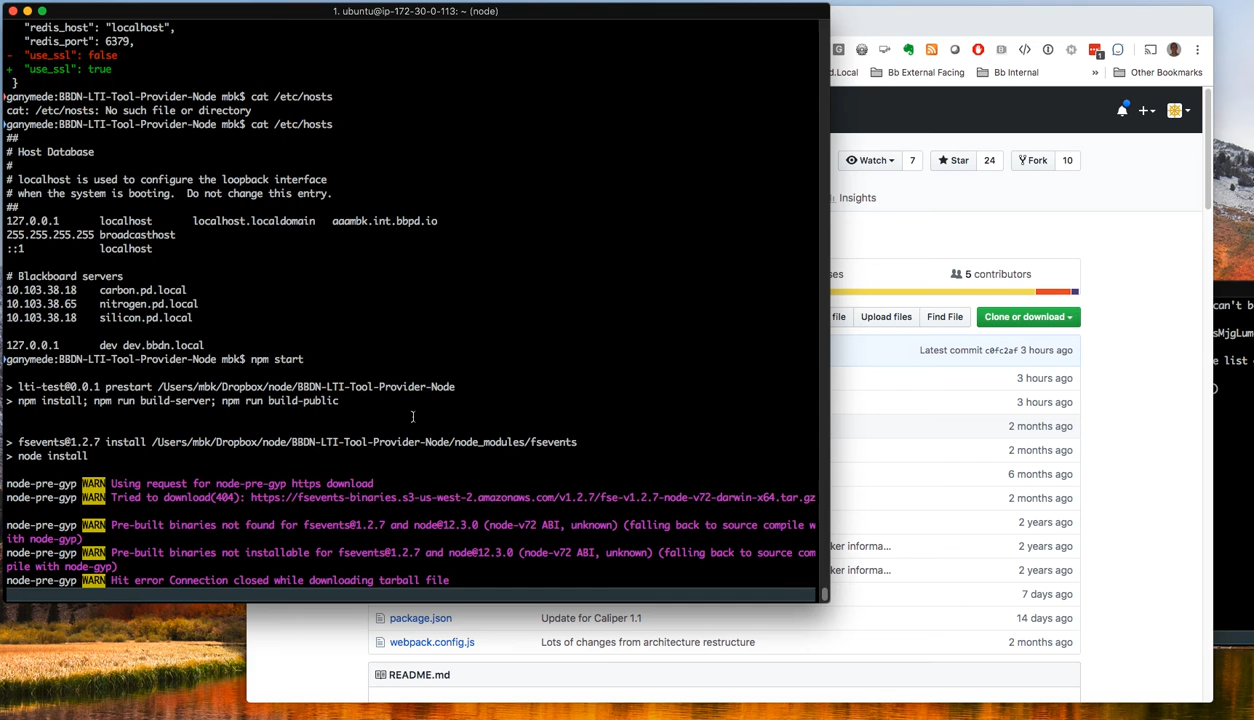 1. ubuntu@ip-172-30-0-113: ~ (node)
"redis_host": "localhost",
"redis_port": 6379,
- "use_ssl": false
+ "use_ssl": true
}
ganymede:BBDN-LTI-Tool-Provider-Node mbk$ cat /etc/nosts
cat: /etc/nosts: No such file or directory
ganymede:BBDN-LTI-Tool-Provider-Node mbk$ cat /etc/hosts
##
# Host Database
#
# localhost is used to configure the loopback interface
# when the system is booting.  Do not change this entry.
##
127.0.0.1 localhost localhost.localdomain aaambk.int.bbpd.io
255.255.255.255 broadcasthost
::1 localhost
# Blackboard servers
10.103.38.18 carbon.pd.local
10.103.38.65 nitrogen.pd.local
10.103.38.18 silicon.pd.local
127.0.0.1 dev dev.bbdn.local
ganymede:BBDN-LTI-Tool-Provider-Node mbk$ npm start
> lti-test@0.0.1 prestart /Users/mbk/Dropbox/node/BBDN-LTI-Tool-Provider-Node
> npm install; npm run build-server; npm run build-public
> fsevents@1.2.7 install /Users/mbk/Dropbox/node/BBDN-LTI-Tool-Provider-Node/node_modules/fsevents
> node install
node-pre-gyp WARN Using request for node-pre-gyp https download
node-pre-gyp WARN Tried to download(404): https://fsevents-binaries.s3-us-west-2.amazonaws.com/v1.2.7/fse-v1.2.7-node-v72-darwin-x64.tar.gz
node-pre-gyp WARN Pre-built binaries not found for fsevents@1.2.7 and node@12.3.0 (node-v72 ABI, unknown) (falling back to source compile w
ith node-gyp)
node-pre-gyp WARN Pre-built binaries not installable for fsevents@1.2.7 and node@12.3.0 (node-v72 ABI, unknown) (falling back to source com
pile with node-gyp)
node-pre-gyp WARN Hit error Connection closed while downloading tarball file
1
d.Local Bb External Facing Bb Internal » Other Bookmarks
Watch 7 Star 24 Fork 10
Insights
ses 5 contributors
file Upload files Find File Clone or download
Latest commit c0fc2af 3 hours ago
3 hours ago
3 hours ago
2 months ago
2 months ago
6 months ago
2 months ago
2 years ago
ker informa... 2 years ago
ker informa... 2 years ago
7 days ago
package.json Update for Caliper 1.1 14 days ago
webpack.config.js Lots of changes from architecture restructure 2 months ago
README.md
can't b
sMjgLum
e list